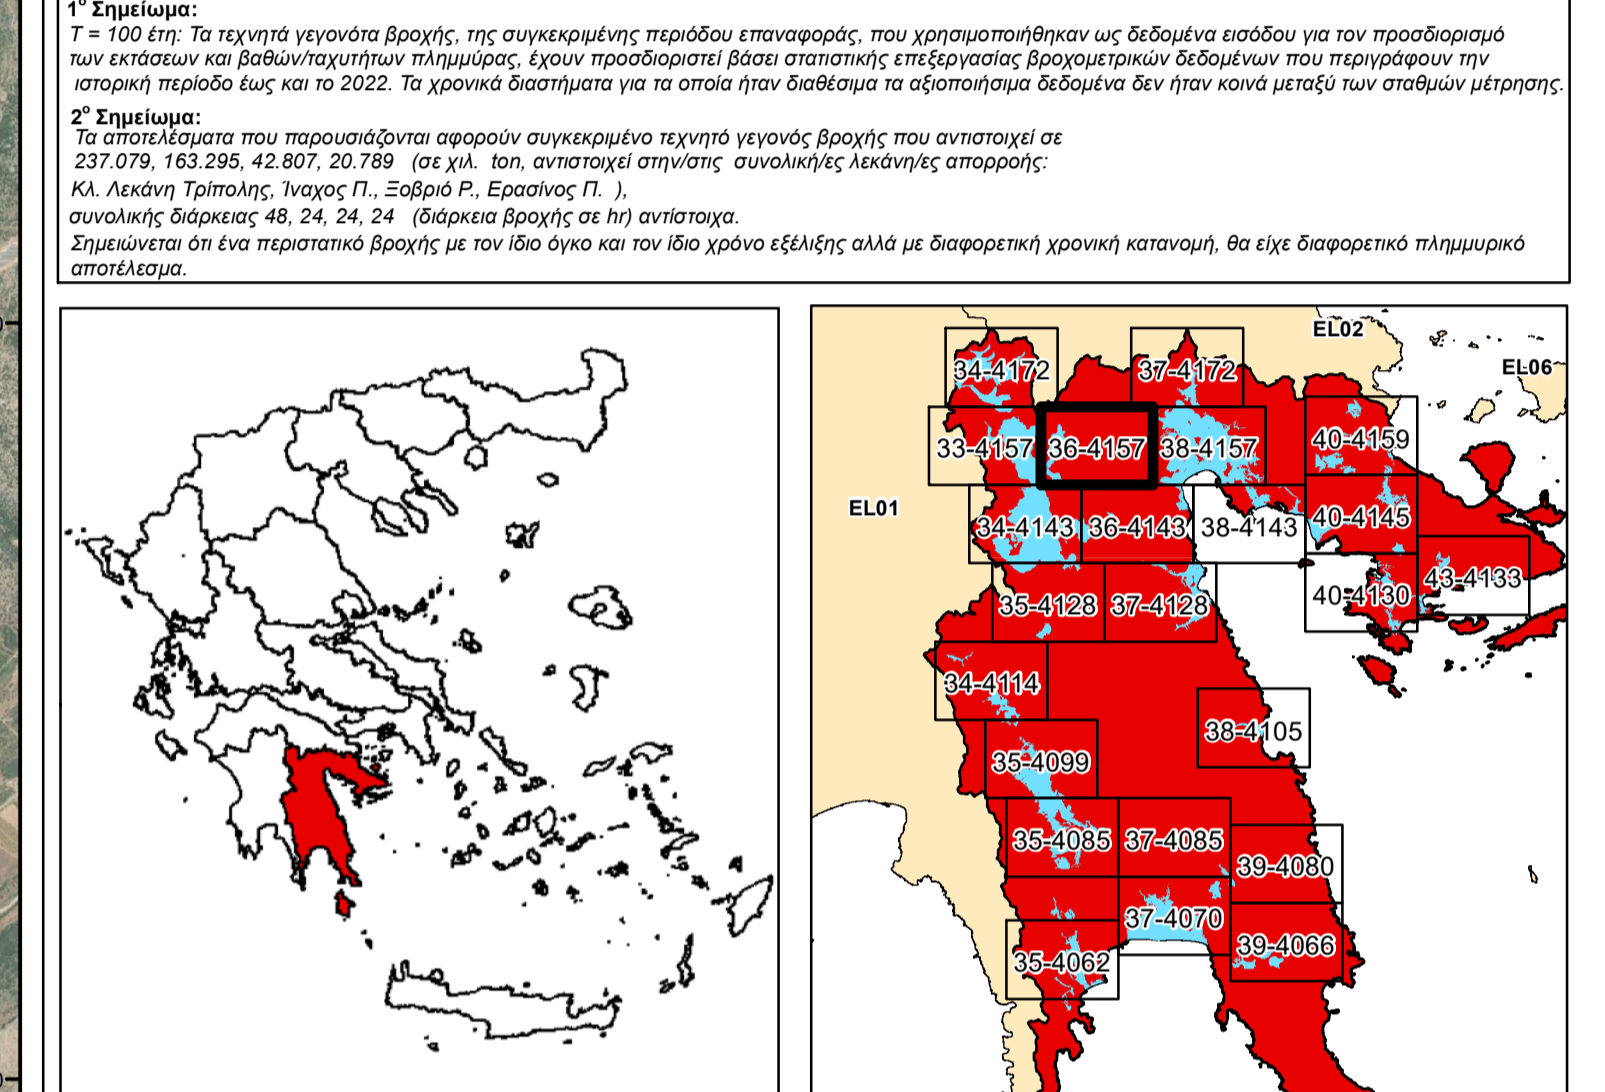 1° Σημείωμα:
T = 100 έτη: Τα τεχνητά γεγονότα βροχής, της συγκεκριμένης περιόδου επαναφοράς, που χρησιμοποιήθηκαν ως δεδομένα εισόδου για τον προσδιορισμό
των εκτάσεων και βαθών/ταχυτήτων πλημμύρας, έχουν προσδιοριστεί βάσει στατιστικής επεξεργασίας βροχομετρικών δεδομένων που περιγράφουν την
ιστορική περίοδο έως και το 2022. Τα χρονικά διαστήματα για τα οποία ήταν διαθέσιμα τα αξιοποιήσιμα δεδομένα δεν ήταν κοινά μεταξύ των σταθμών μέτρησης.
2° Σημείωμα:
Τα αποτελέσματα που παρουσιάζονται αφορούν συγκεκριμένο τεχνητό γεγονός βροχής που αντιστοιχεί σε
237.079, 163.295, 42.807, 20.789 (σε χιλ. ton, αντιστοιχεί στην/στις συνολική/ες λεκάνη/ες απορροής:
Κλ. Λεκάνη Τρίπολης, Ίναχος Π., Ξοβριό Ρ., Ερασίνος Π. ),
συνολικής διάρκειας 48, 24, 24, 24 (διάρκεια βροχής σε hr) αντίστοιχα.
Σημειώνεται ότι ένα περιστατικό βροχής με τον ίδιο όγκο και τον ίδιο χρόνο εξέλιξης αλλά με διαφορετική χρονική κατανομή, θα είχε διαφορετικό πλημμυρικό
αποτέλεσμα.
EL02
EL06
34-4172
37-4172
33-4157
36-4157
38-4157
40-4159
EL01
34-4143
36-4143
38-4143
40-4145
35-4128
37-4128
40-4130
43-4133
34-4114
38-4105
35-4099
35-4085
37-4085
39-4080
37-4070
39-4066
35-4062